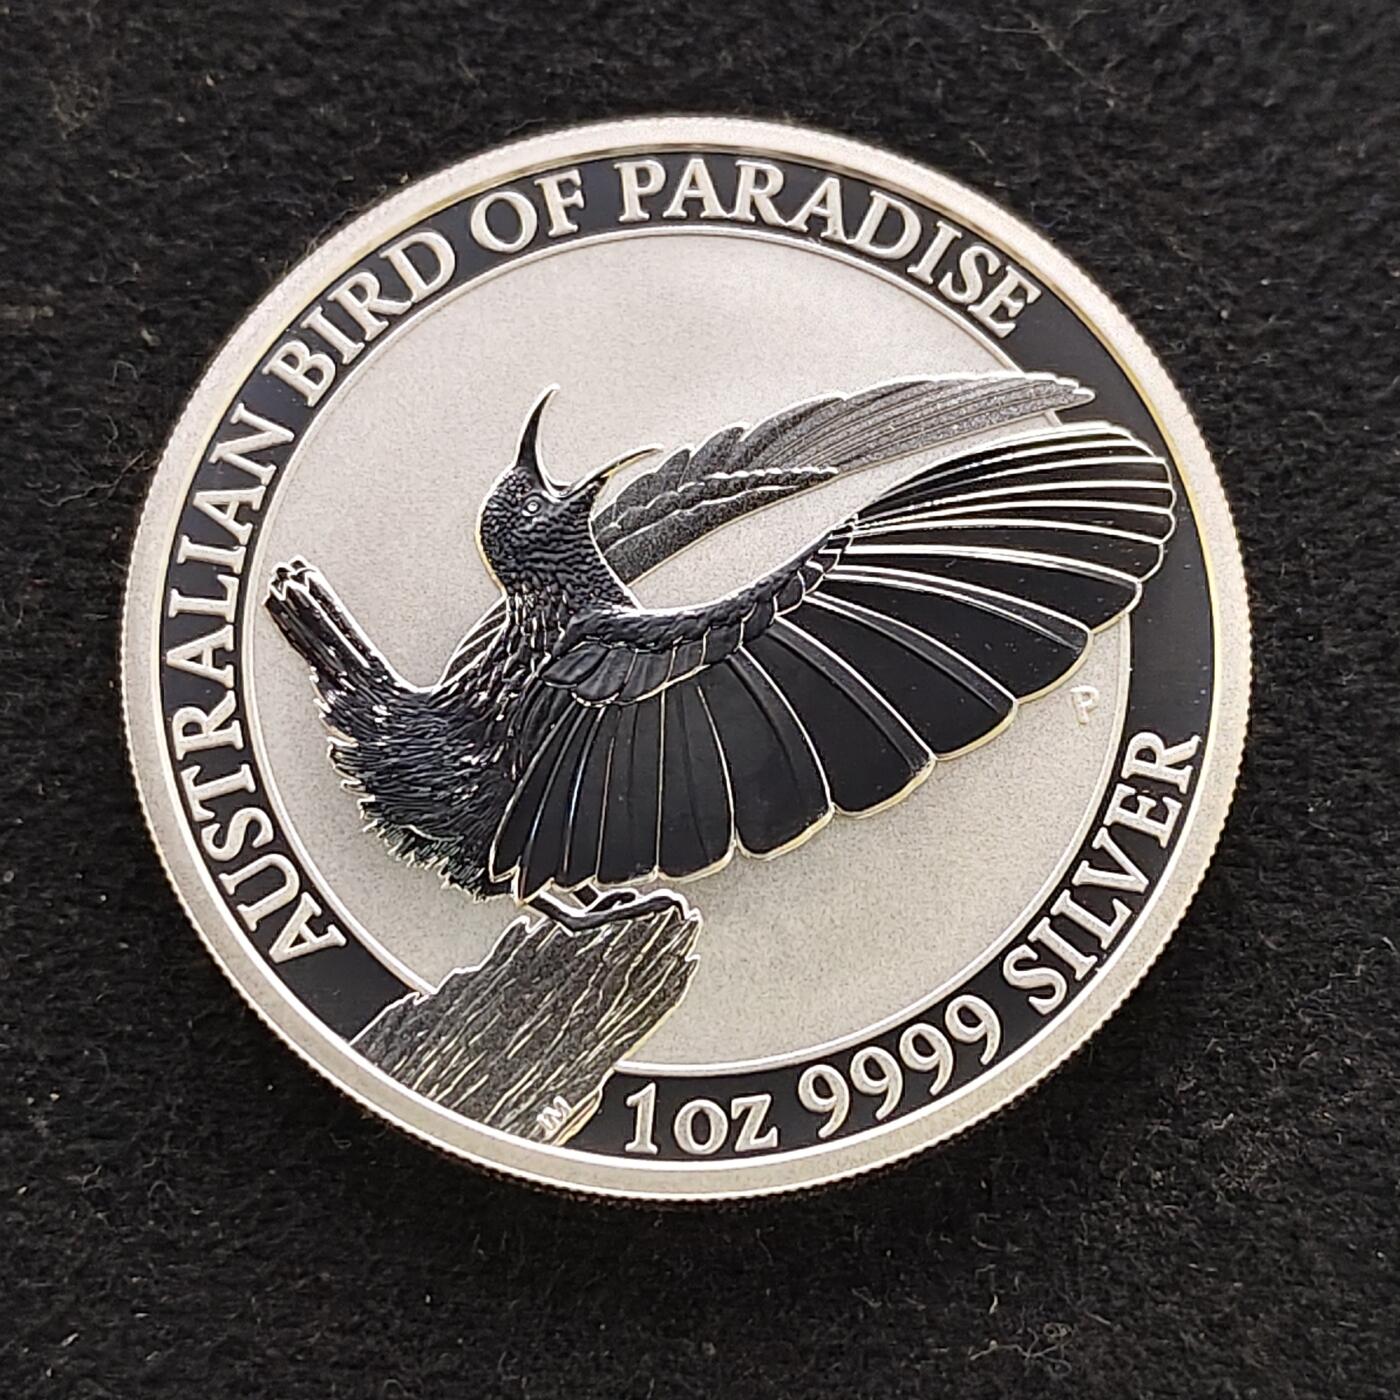 AUSTRALIAN BIRD OF PARADISE
P
1oz 9999 SILVER